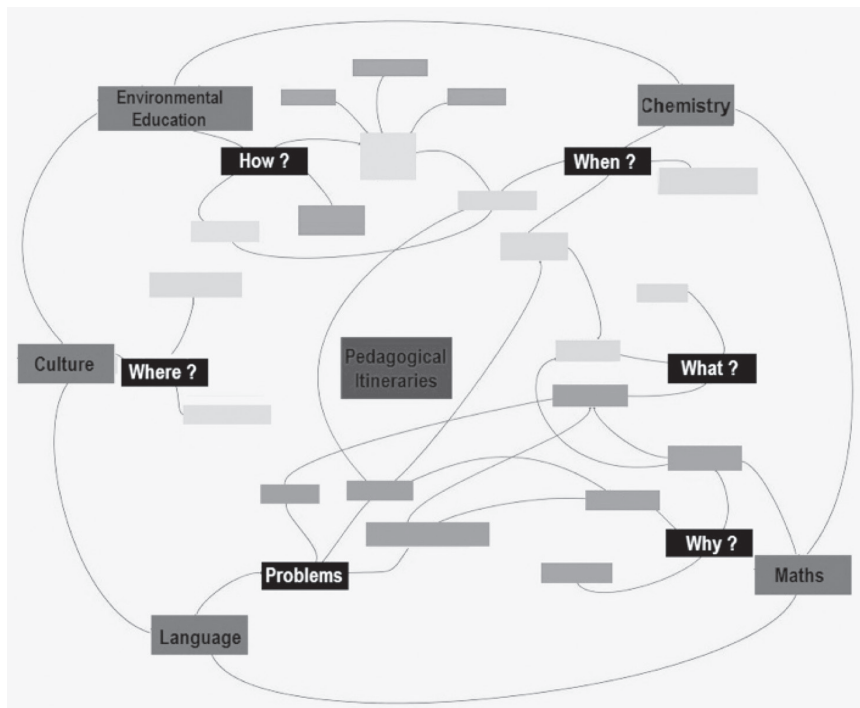 Environmental
Education
Chemistry
How ?
When ?
Pedagogical
Itineraries
Culture
Where ?
What ?
Why ?
Problems
Maths
Language